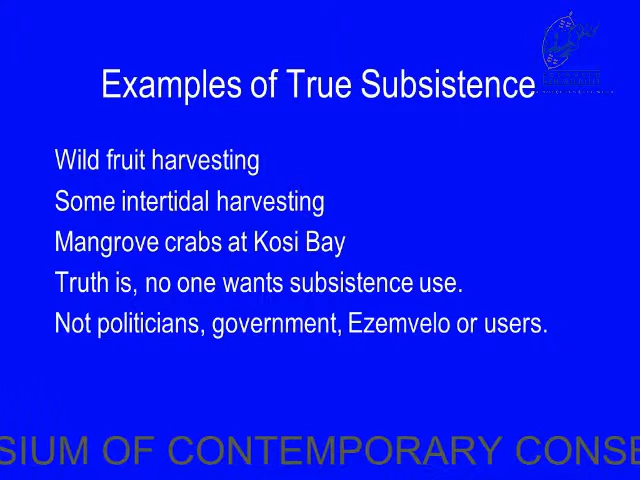 Examples of True Subsistence
Wild fruit harvesting
Some intertidal harvesting
Mangrove crabs at Kosi Bay
Truth is, no one wants subsistence use.
Not politicians, government, Ezemvelo or users.
SIUM OF CONTEMPORARY CONSE